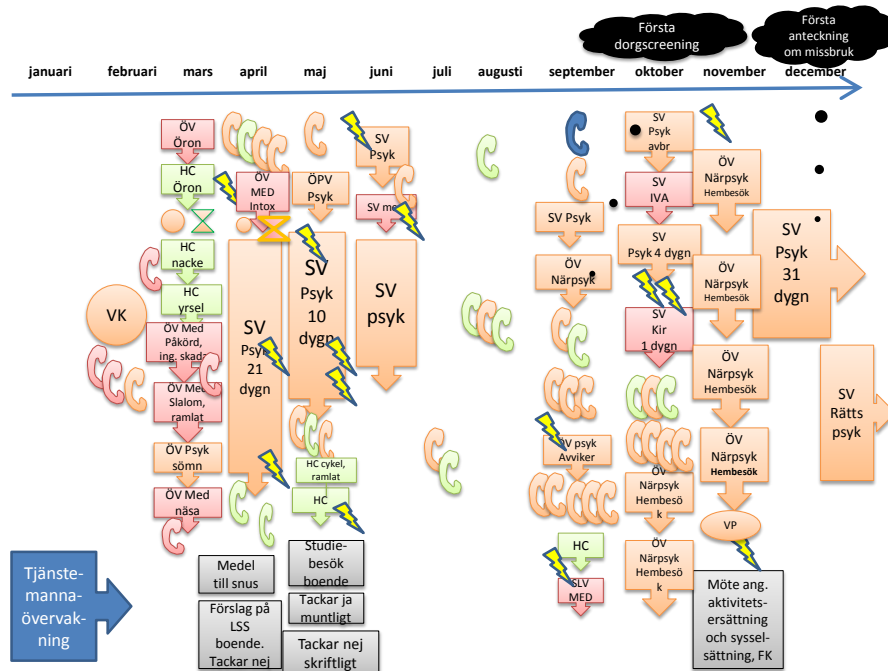 Första
dorgscreening
Första
anteckning
om missbruk
januari
februari
mars
april
maj
juni
juli
augusti
september
oktober
november
december
ÖV
Öron
HC
Öron
HC
nacke
HC
yrsel
ÖV Med
Påkörd,
ing. skada
ÖV Med
Slalom,
ramlat
ÖV Psyk
sömn
ÖV Med
näsa
VK
ÖV
MED
Intox
SV
Psyk
21
dygn
ÖPV
Psyk
SV
Psyk
10
dygn
HC cykel,
ramlat
HC
SV
Psyk
SV med
SV
psyk
SV Psyk
ÖV
Närpsyk
ÖV psyk
Avviker
HC
SLV
MED
SV
Psyk
avbr
SV
IVA
SV
Psyk 4 dygn
SV
Kir
1 dygn
ÖV
Närpsyk
Hembesö
k
ÖV
Närpsyk
Hembesö
k
ÖV
Närpsyk
Hembesök
ÖV
Närpsyk
Hembesök
ÖV
Närpsyk
Hembesök
ÖV
Närpsyk
Hembesök
VP
SV
Psyk
31
dygn
SV
Rätts
psyk
Tjänste-
manna-
övervak-
ning
Medel
till snus
Förslag på
LSS
boende.
Tackar nej
Studie-
besök
boende
Tackar ja
muntligt
Tackar nej
skriftligt
Möte ang.
aktivitets-
ersättning
och syssel-
sättning, FK